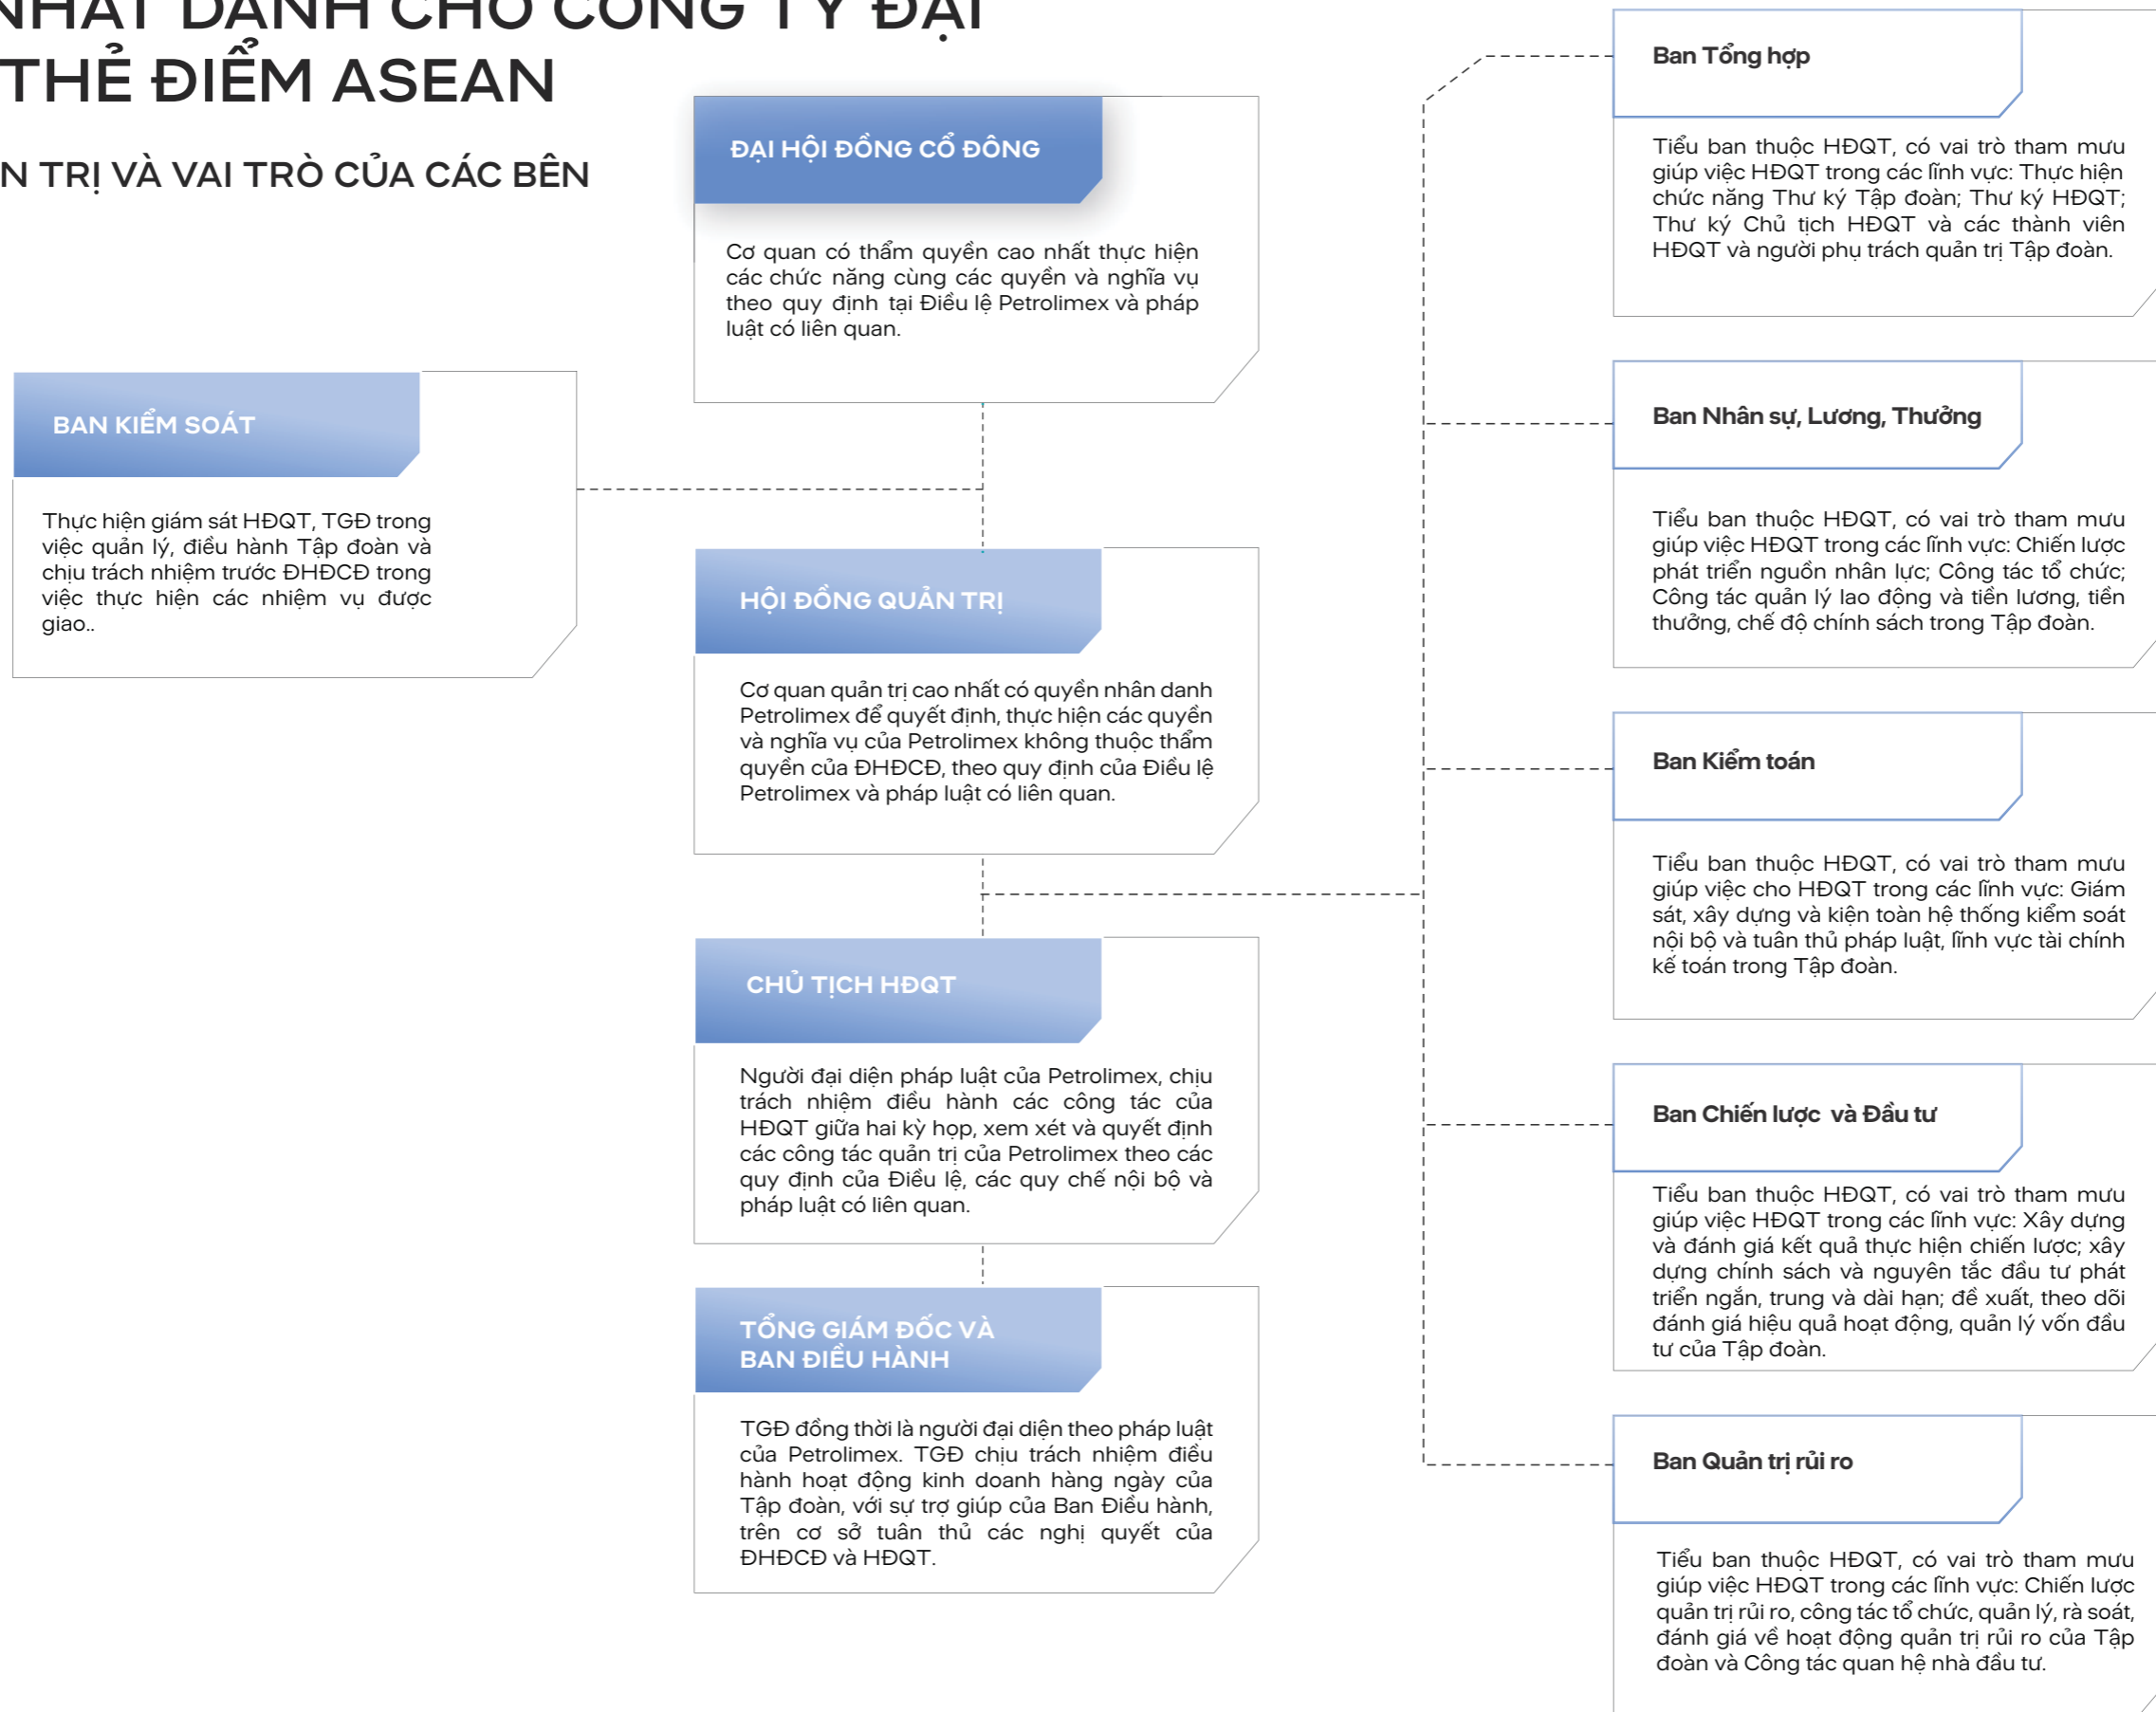 NHẤT DÀNH CHO CÔNG TY ĐẠI
THẺ ĐIỂM ASEAN
N TRỊ VÀ VAI TRÒ CỦA CÁC BÊN
ĐẠI HỘI ĐỒNG CỔ ĐÔNG
Cơ quan có thẩm quyền cao nhất thực hiện
các chức năng cùng các quyền và nghĩa vụ
theo quy định tại Điều lệ Petrolimex và pháp
luật có liên quan.
BAN KIỂM SOÁT
Thực hiện giám sát HĐQT, TGĐ trong
việc quản lý, điều hành Tập đoàn và
chịu trách nhiệm trước ĐHĐCĐ trong
việc thực hiện các nhiệm vụ được
giao..
HỘI ĐỒNG QUẢN TRỊ
Cơ quan quản trị cao nhất có quyền nhân danh
Petrolimex để quyết định, thực hiện các quyền
và nghĩa vụ của Petrolimex không thuộc thẩm
quyền của ĐHĐCĐ, theo quy định của Điều lệ
Petrolimex và pháp luật có liên quan.
CHỦ TỊCH HĐQT
Người đại diện pháp luật của Petrolimex, chịu
trách nhiệm điều hành các công tác của
HĐQT giữa hai kỳ họp, xem xét và quyết định
các công tác quản trị của Petrolimex theo các
quy định của Điều lệ, các quy chế nội bộ và
pháp luật có liên quan.
TỔNG GIÁM ĐỐC VÀ
BAN ĐIỀU HÀNH
TGĐ đồng thời là người đại diện theo pháp luật
của Petrolimex. TGĐ chịu trách nhiệm điều
hành hoạt động kinh doanh hàng ngày của
Tập đoàn, với sự trợ giúp của Ban Điều hành,
trên cơ sở tuân thủ các nghị quyết của
ĐHĐCĐ và HĐQT.
Ban Tổng hợp
Tiểu ban thuộc HĐQT, có vai trò tham mưu
giúp việc HĐQT trong các lĩnh vực: Thực hiện
chức năng Thư ký Tập đoàn; Thư ký HĐQT;
Thư ký Chủ tịch HĐQT và các thành viên
HĐQT và người phụ trách quản trị Tập đoàn.
Ban Nhân sự, Lương, Thưởng
Tiểu ban thuộc HĐQT, có vai trò tham mưu
giúp việc HĐQT trong các lĩnh vực: Chiến lược
phát triển nguồn nhân lực; Công tác tổ chức;
Công tác quản lý lao động và tiền lương, tiền
thưởng, chế độ chính sách trong Tập đoàn.
Ban Kiểm toán
Tiểu ban thuộc HĐQT, có vai trò tham mưu
giúp việc cho HĐQT trong các lĩnh vực: Giám
sát, xây dựng và kiện toàn hệ thống kiểm soát
nội bộ và tuân thủ pháp luật, lĩnh vực tài chính
kế toán trong Tập đoàn.
Ban Chiến lược và Đầu tư
Tiểu ban thuộc HĐQT, có vai trò tham mưu
giúp việc HĐQT trong các lĩnh vực: Xây dựng
và đánh giá kết quả thực hiện chiến lược; xây
dựng chính sách và nguyên tắc đầu tư phát
triển ngắn, trung và dài hạn; đề xuất, theo dõi
đánh giá hiệu quả hoạt động, quản lý vốn đầu
tư của Tập đoàn.
Ban Quản trị rủi ro
Tiểu ban thuộc HĐQT, có vai trò tham mưu
giúp việc HĐQT trong các lĩnh vực: Chiến lược
quản trị rủi ro, công tác tổ chức, quản lý, rà soát,
đánh giá về hoạt động quản trị rủi ro của Tập
đoàn và Công tác quan hệ nhà đầu tư.